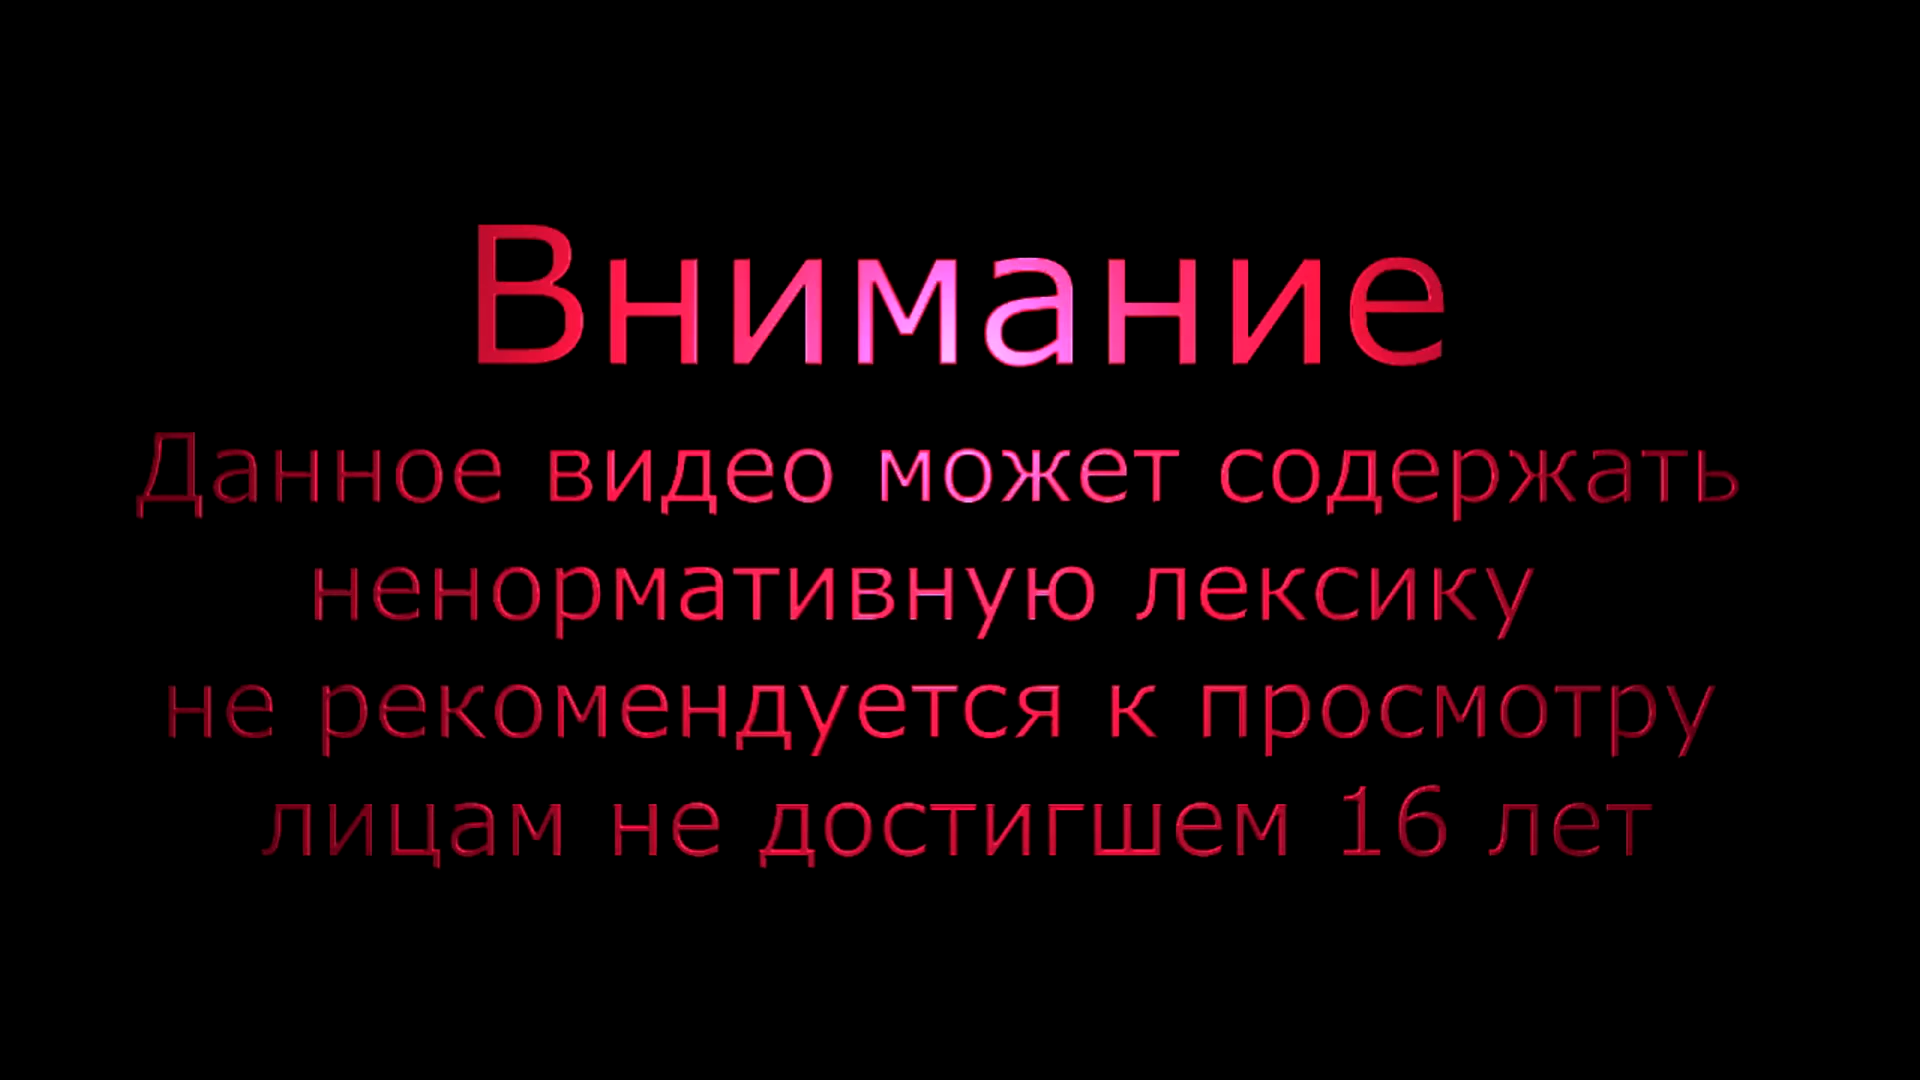 Внимание
Данное видео может содержать
ненормативную лексику
не рекомендуется к просмотру
лицам не достигшем 16 лет